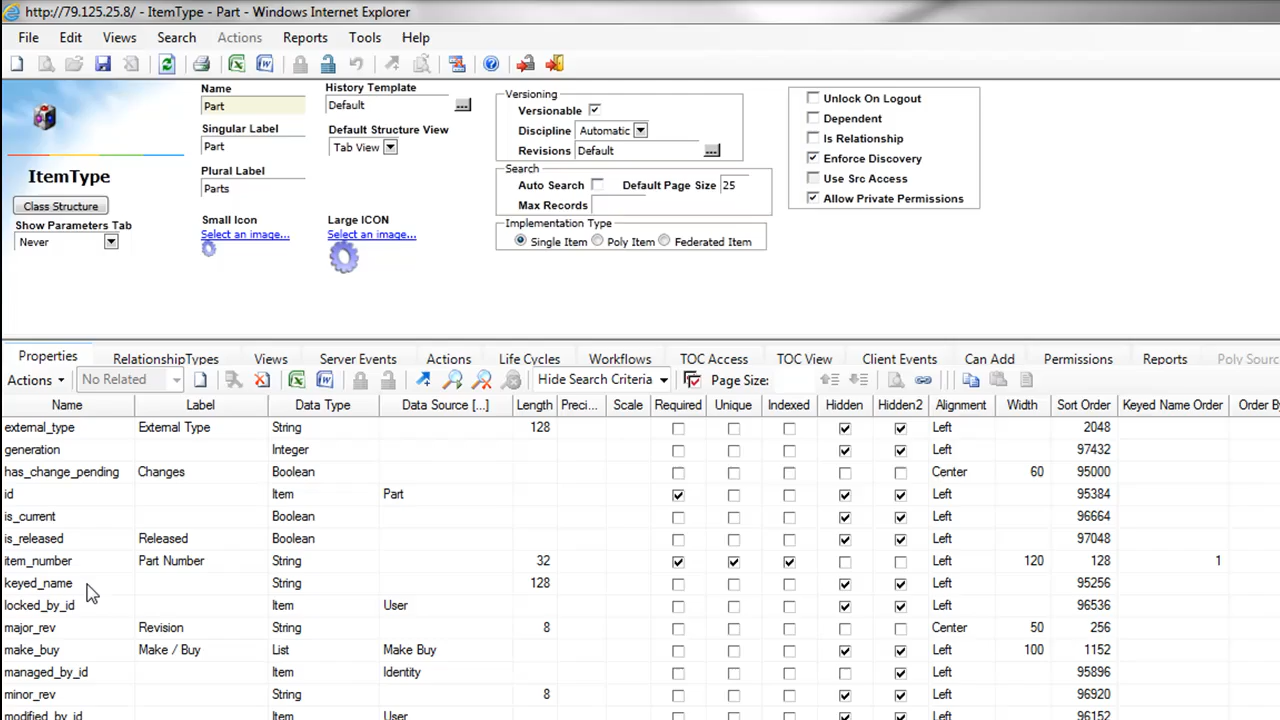 http://79.125.25.8/ - ItemType - Part - Windows Internet Explorer
File Edit Views Search Actions Reports Tools Help
Name
Part
Singular Label
Part
Plural Label
Parts
Small Icon
Select an image...
History Template
Default
...
Default Structure View
Tab View
Large ICON
Select an image...
ItemType
Class Structure
Show Parameters Tab
Never
Versioning
Versionable
Discipline Automatic
Revisions Default ...
Search
Auto Search Default Page Size 25
Max Records
Implementation Type
Single Item Poly Item Federated Item
Unlock On Logout
Dependent
Is Relationship
Enforce Discovery
Use Src Access
Allow Private Permissions
Properties RelationshipTypes Views Server Events Actions Life Cycles Workflows TOC Access TOC View Client Events Can Add Permissions Reports Poly Sourc
Actions No Related Hide Search Criteria Page Size:
Name Label Data Type Data Source [...] Length Preci... Scale Required Unique Indexed Hidden Hidden2 Alignment Width Sort Order Keyed Name Order Order By
external_type External Type String 128 Left 2048
generation Integer Left 97432
has_change_pending Changes Boolean Center 60 95000
id Item Part Left 95384
is_current Boolean Left 96664
is_released Released Boolean Left 97048
item_number Part Number String 32 Left 120 128 1
keyed_name String 128 Left 95256
locked_by_id Item User Left 96536
major_rev Revision String 8 Center 50 256
make_buy Make / Buy List Make Buy Left 100 1152
managed_by_id Item Identity Left 95896
minor_rev String 8 Left 96920
modified_by_id Item User Left 96152